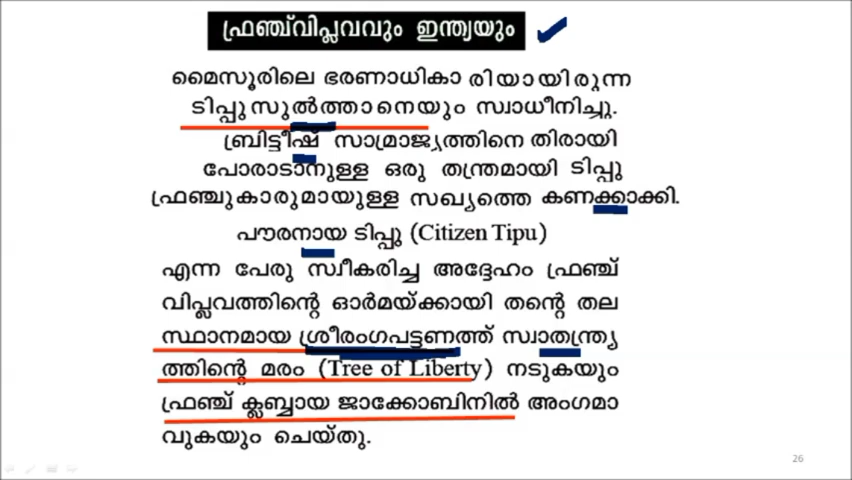 ഫ്രഞ്ച്‌വിപ്ലവവും ഇന്ത്യയും
മൈസൂരിലെ ഭരണാധികാ രിയായിരുന്ന
ടിപ്പുസുൽത്താനെയും സ്വാധീനിച്ചു.
ബ്രിട്ടീഷ് സാമ്രാജ്യത്തിനെ തിരായി
പോരാടാനുള്ള ഒരു തന്ത്രമായി ടിപ്പു
ഫ്രഞ്ചുകാരുമായുള്ള സഖ്യത്തെ കണക്കാക്കി.
പൗരനായ ടിപ്പു (Citizen Tipu)
എന്ന പേരു സ്വീകരിച്ച അദ്ദേഹം ഫ്രഞ്ച്
വിപ്ലവത്തിന്റെ ഓർമയ്ക്കായി തന്റെ തല
സ്ഥാനമായ ശ്രീരംഗപട്ടണത്ത് സ്വാതന്ത്ര്യ
ത്തിന്റെ മരം (Tree of Liberty) നടുകയും
ഫ്രഞ്ച് ക്ലബ്ബായ ജാക്കോബിനിൽ അംഗമാ
വുകയും ചെയ്തു.
26